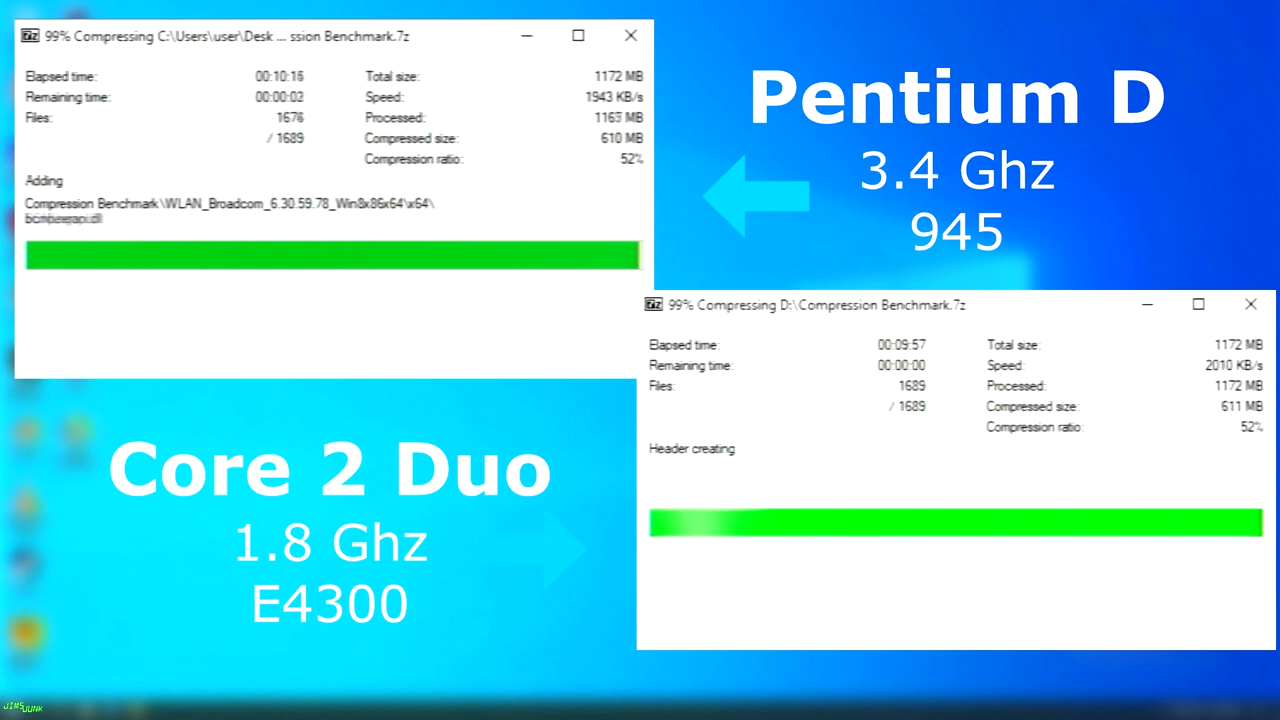 7z 99% Compressing C:\Users\user\Desk ... ssion Benchmark.7z
Elapsed time: 00:10:16 Total size: 1172 MB
Remaining time: 00:00:02 Speed: 1943 KB/s
Files: 1676 Processed: 1165 MB
/ 1689 Compressed size: 610 MB
Compression ratio: 52%
Adding
Compression Benchmark\WLAN_Broadcom_6.30.59.78_Win8x86x64\x64\
Pentium D
3.4 Ghz
945
7z 99% Compressing D:\Compression Benchmark.7z
Elapsed time: 00:09:57 Total size: 1172 MB
Remaining time: 00:00:00 Speed: 2010 KB/s
Files: 1689 Processed: 1172 MB
/ 1689 Compressed size: 611 MB
Compression ratio: 52%
Header creating
Core 2 Duo
1.8 Ghz
E4300
JIMS JUNK